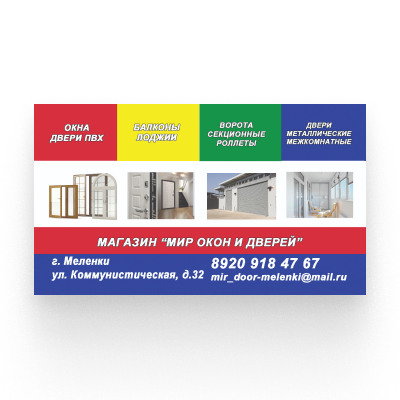 ОКНА
ДВЕРИ ПВХ
БАЛКОНЫ
ЛОДЖИИ
ВОРОТА
СЕКЦИОННЫЕ
РОЛЛЕТЫ
ДВЕРИ
МЕТАЛЛИЧЕСКИЕ
МЕЖКОМНАТНЫЕ
МАГАЗИН “МИР ОКОН И ДВЕРЕЙ”
г. Меленки
ул. Коммунистическая, д.32
8920 918 47 67
mir_door-melenki@mail.ru